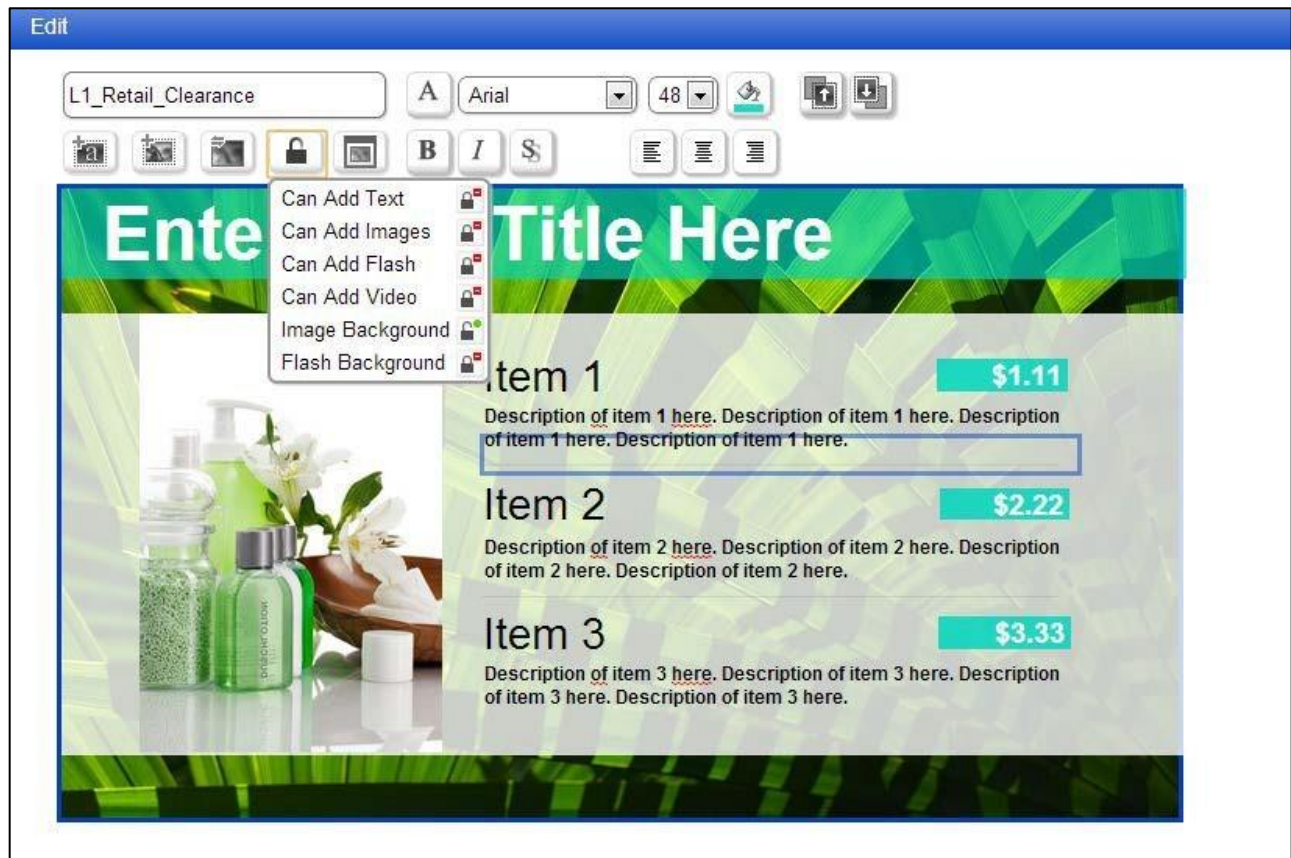 Edit
L1_Retail_Clearance
A
Arial
48
a
B
I
S
Can Add Text
Can Add Images
Can Add Flash
Can Add Video
Image Background
Flash Background
Ente
Title Here
Item 1
$1.11
Description of item 1 here. Description of item 1 here. Description
of item 1 here. Description of item 1 here.
Item 2
$2.22
Description of item 2 here. Description of item 2 here. Description
of item 2 here. Description of item 2 here.
Item 3
$3.33
Description of item 3 here. Description of item 3 here. Description
of item 3 here. Description of item 3 here.